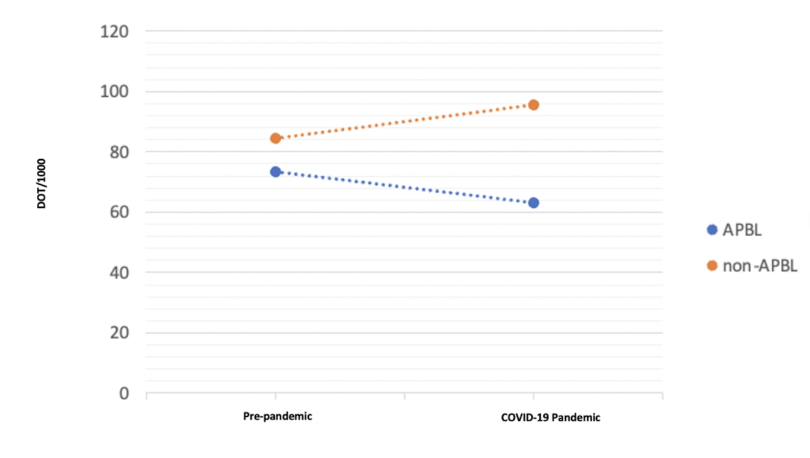 120
100
80
60
40
20
0
DOT/1000
Pre-pandemic
COVID-19 Pandemic
APBL
non-APBL